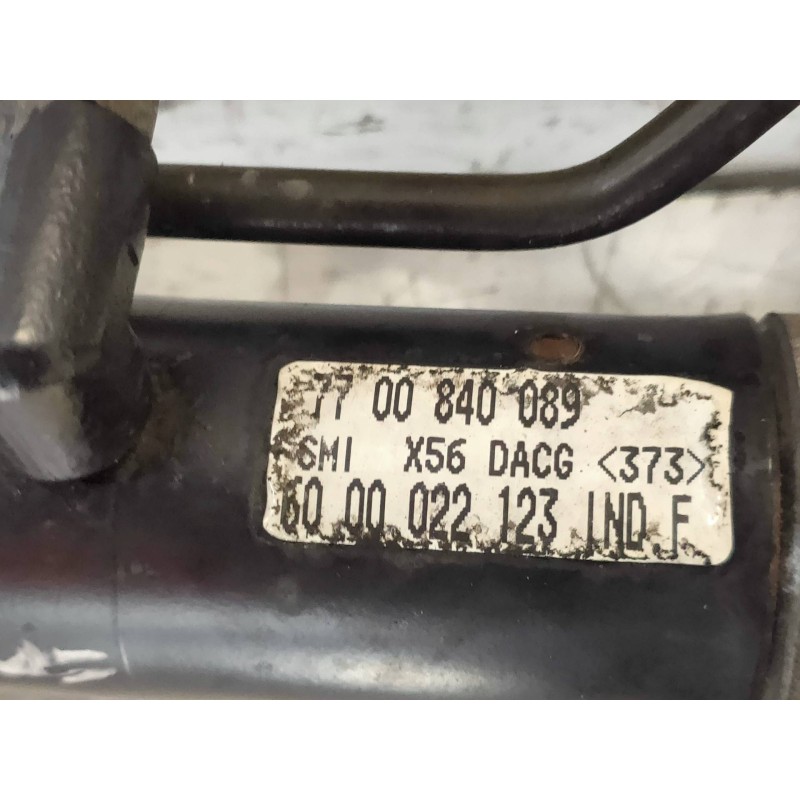 77 00 840 089
SMI X56 DACG <373>
60 00 022 123 IND F